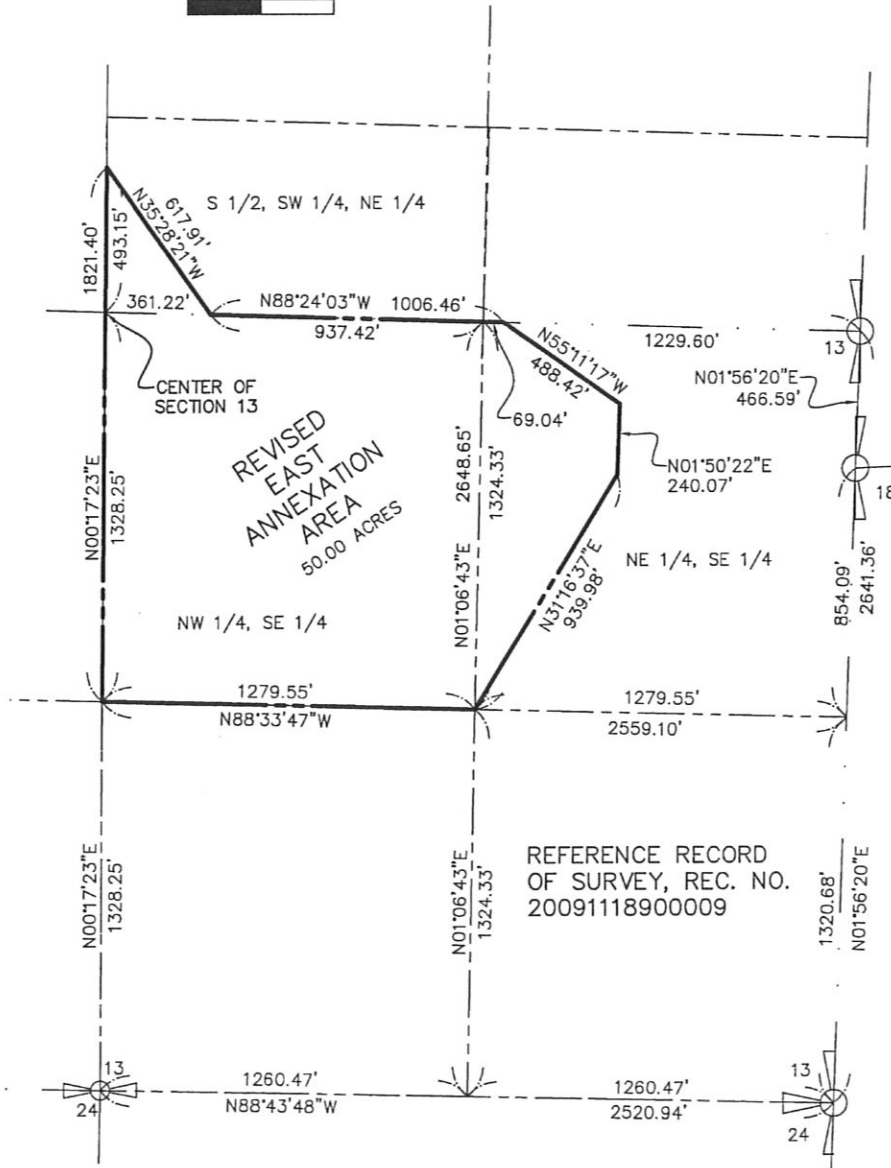 S 1/2, SW 1/4, NE 1/4
617.91'
N35°28'21"W
1821.40'
493.15'
361.22'
N88°24'03"W
1006.46'
937.42'
N55°11'17"W
488.42'
1229.60'
13
N01°56'20"E
466.59'
CENTER OF
SECTION 13
69.04'
REVISED
EAST
ANNEXATION
AREA
50.00 ACRES
2648.65'
1324.33'
N01°50'22"E
240.07'
18
N00°17'23"E
1328.25'
N01°06'43"E
N31°16'37"E
939.98'
NE 1/4, SE 1/4
854.09'
2641.36'
NW 1/4, SE 1/4
1279.55'
N88°33'47"W
1279.55'
2559.10'
N00°17'23"E
1328.25'
N01°06'43"E
1324.33'
REFERENCE RECORD
OF SURVEY, REC. NO.
20091118900009
1320.68'
N01°56'20"E
13
24
1260.47'
N88°43'48"W
1260.47'
2520.94'
13
24